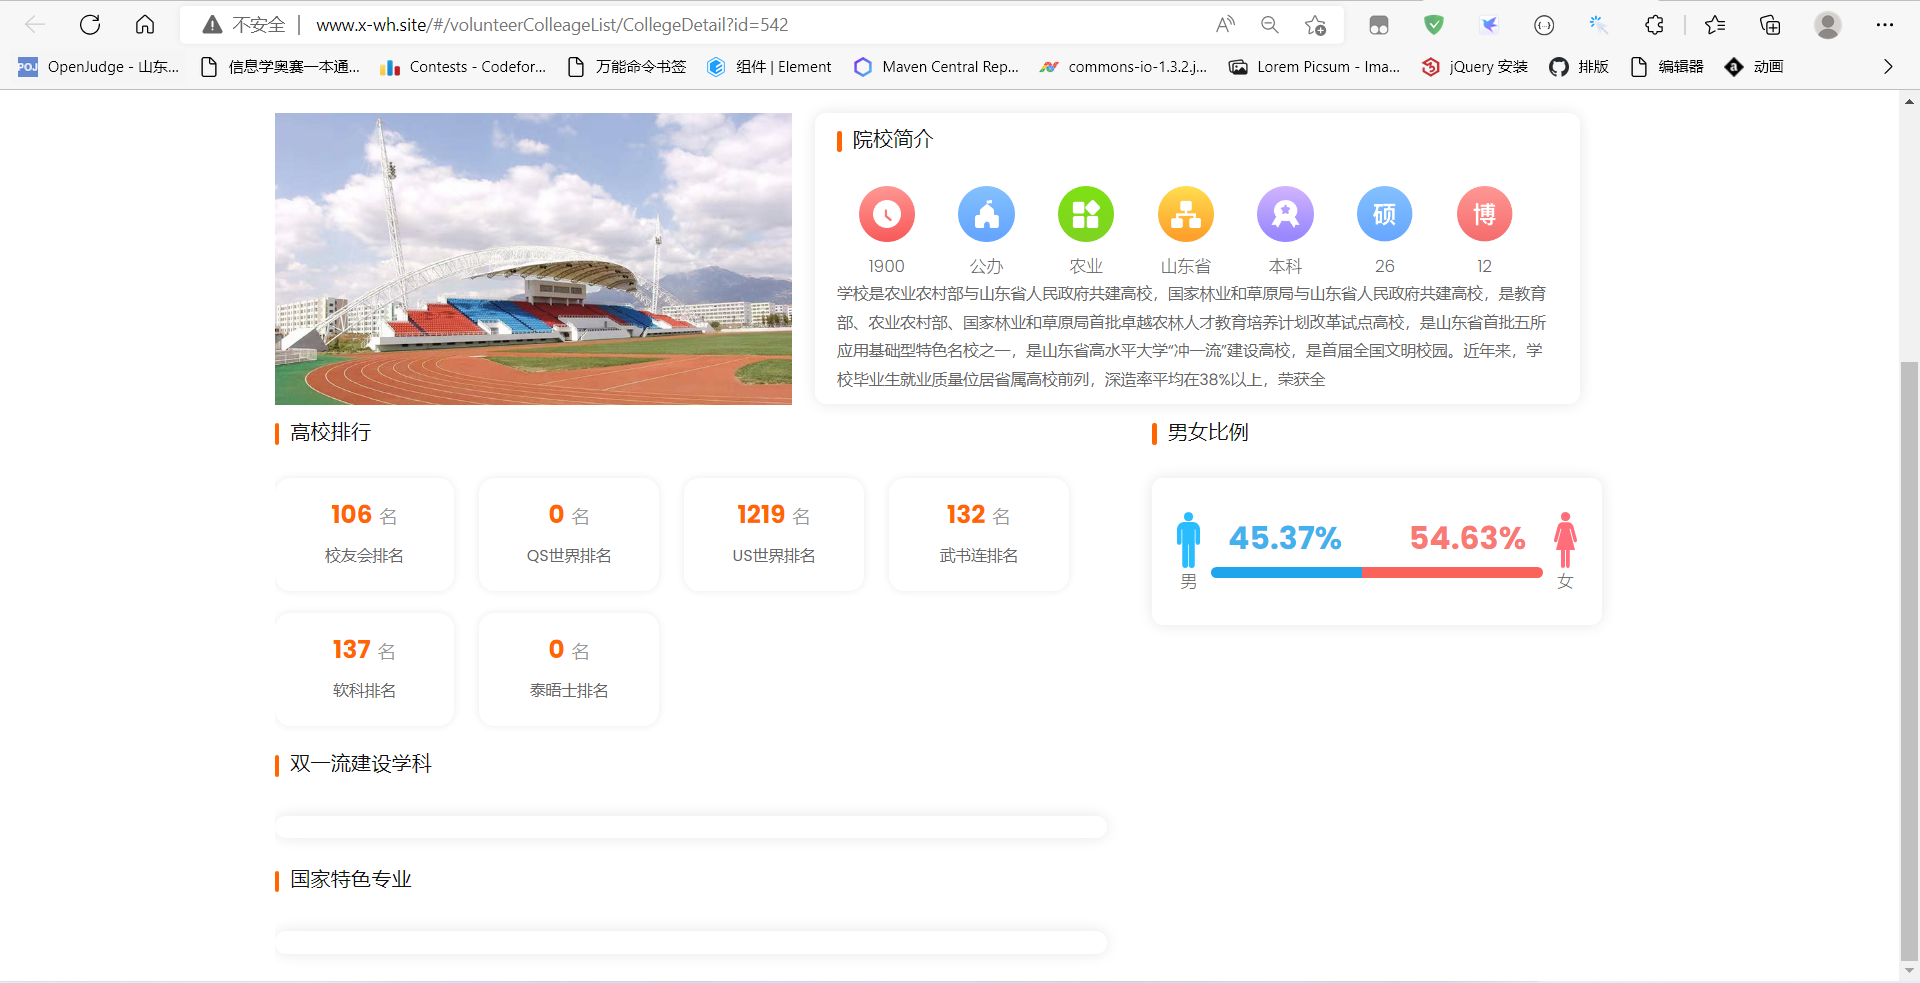 不安全 | www.x-wh.site/#/volunteerColleageList/CollegeDetail?id=542
OpenJudge - 山东... 信息学奥赛一本通... Contests - Codefor... 万能命令书签 组件 | Element Maven Central Rep... commons-io-1.3.2.j... Lorem Picsum - Ima... jQuery 安装 排版 编辑器 动画
院校简介
硕 博
1900 公办 农业 山东省 本科 26 12
学校是农业农村部与山东省人民政府共建高校，国家林业和草原局与山东省人民政府共建高校，是教育
部、农业农村部、国家林业和草原局首批卓越农林人才教育培养计划改革试点高校，是山东省首批五所
应用基础型特色名校之一，是山东省高水平大学“冲一流”建设高校，是首届全国文明校园。近年来，学
校毕业生就业质量位居省属高校前列，深造率平均在38%以上，荣获全
高校排行
106 名
校友会排名
0 名
QS世界排名
1219 名
US世界排名
132 名
武书连排名
137 名
软科排名
0 名
泰晤士排名
男女比例
45.37% 54.63%
男 女
双一流建设学科
国家特色专业